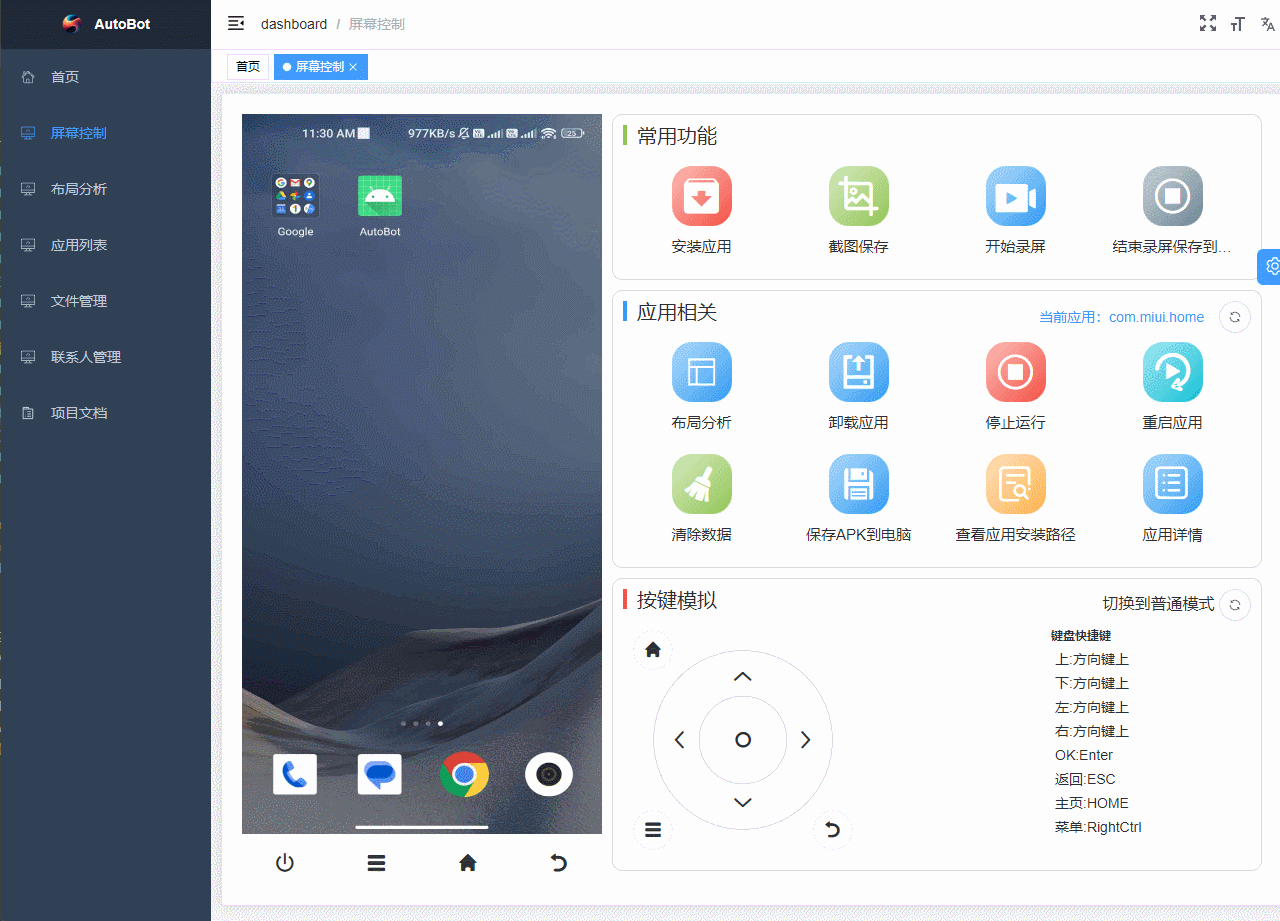 AutoBot
dashboard / 屏幕控制
首页
屏幕控制
布局分析
应用列表
文件管理
联系人管理
项目文档
首页
屏幕控制
11:30 AM
977KB/s
25
Google
AutoBot
常用功能
安装应用
截图保存
开始录屏
结束录屏保存到...
应用相关
当前应用：com.miui.home
布局分析
卸载应用
停止运行
重启应用
清除数据
保存APK到电脑
查看应用安装路径
应用详情
按键模拟
切换到普通模式
键盘快捷键
上:方向键上
下:方向键上
左:方向键上
右:方向键上
OK:Enter
返回:ESC
主页:HOME
菜单:RightCtrl